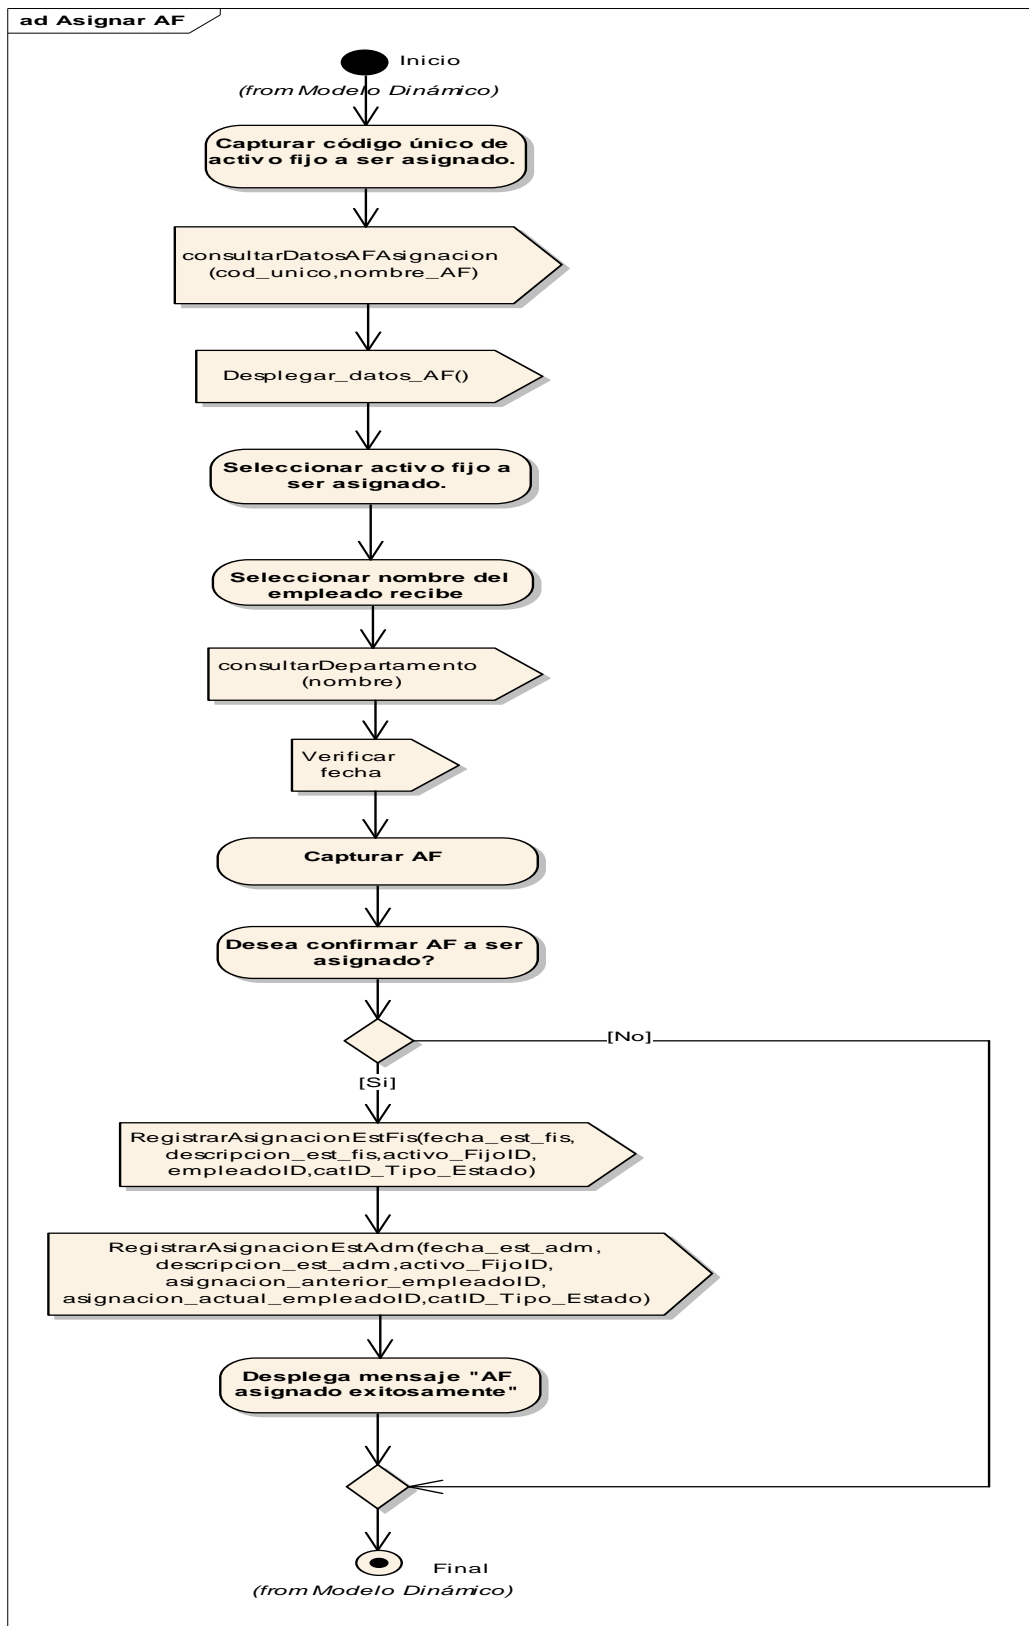 ad Asignar AF
Inicio
(from Modelo Dinámico)
Capturar código único de
activo fijo a ser asignado.
consultarDatosAFAsignacion
(cod_unico,nombre_AF)
Desplegar_datos_AF()
Seleccionar activo fijo a
ser asignado.
Seleccionar nombre del
empleado recibe
consultarDepartamento
(nombre)
Verificar
fecha
Capturar AF
Desea confirmar AF a ser
asignado?
[No]
[Si]
RegistrarAsignacionEstFis(fecha_est_fis,
descripcion_est_fis,activo_FijoID,
empleadoID,catID_Tipo_Estado)
RegistrarAsignacionEstAdm(fecha_est_adm,
descripcion_est_adm,activo_FijoID,
asignacion_anterior_empleadoID,
asignacion_actual_empleadoID,catID_Tipo_Estado)
Desplega mensaje "AF
asignado exitosamente"
Final
(from Modelo Dinámico)